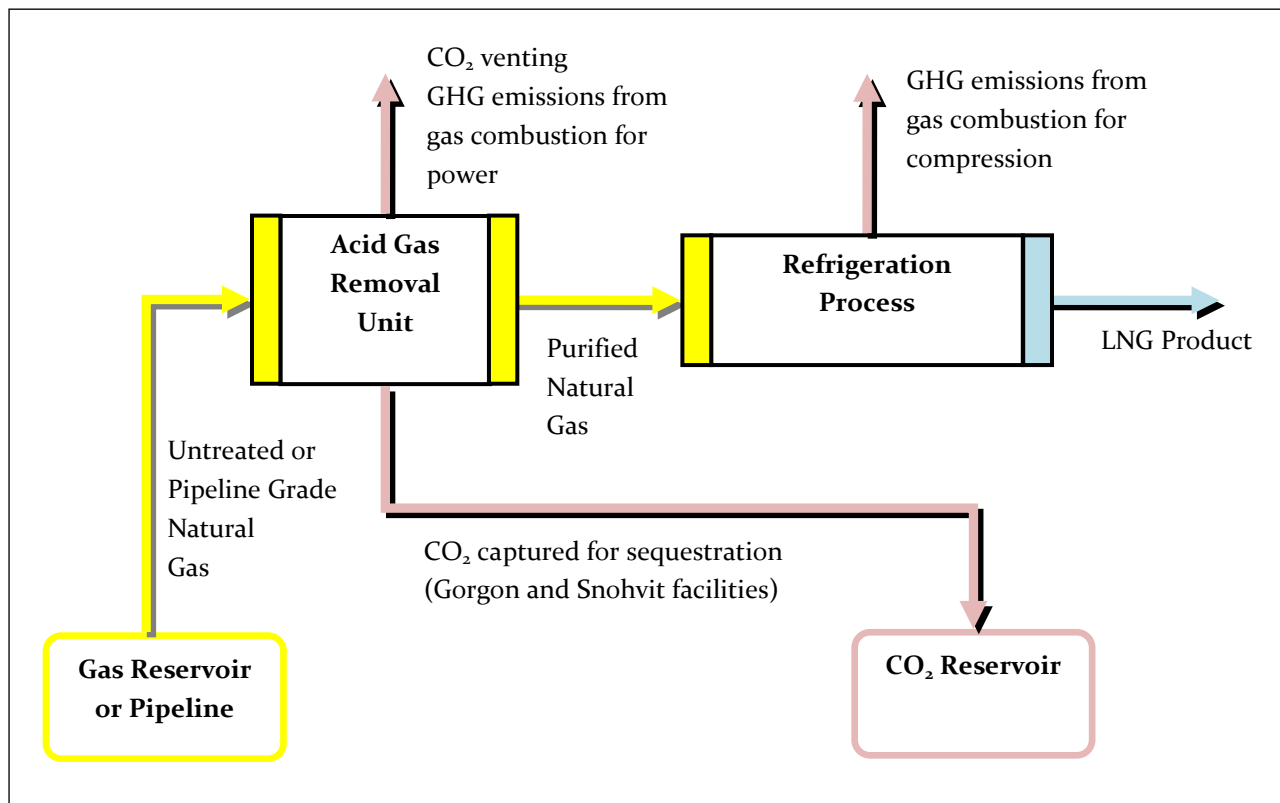 CO₂ venting
GHG emissions from
gas combustion for
power
GHG emissions from
gas combustion for
compression
Acid Gas
Removal
Unit
Refrigeration
Process
LNG Product
Purified
Natural
Gas
Untreated or
Pipeline Grade
Natural
Gas
CO₂ captured for sequestration
(Gorgon and Snohvit facilities)
Gas Reservoir
or Pipeline
CO₂ Reservoir